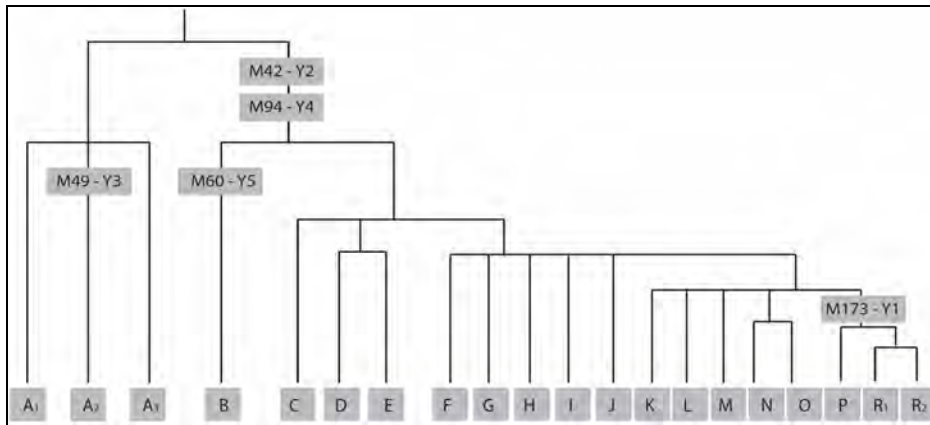 M42 - Y2
M94 - Y4
M49 - Y3 M60 - Y5
M173 - Y1
A1 A2 A3 B C D E F G H I J K L M N O P R1 R2